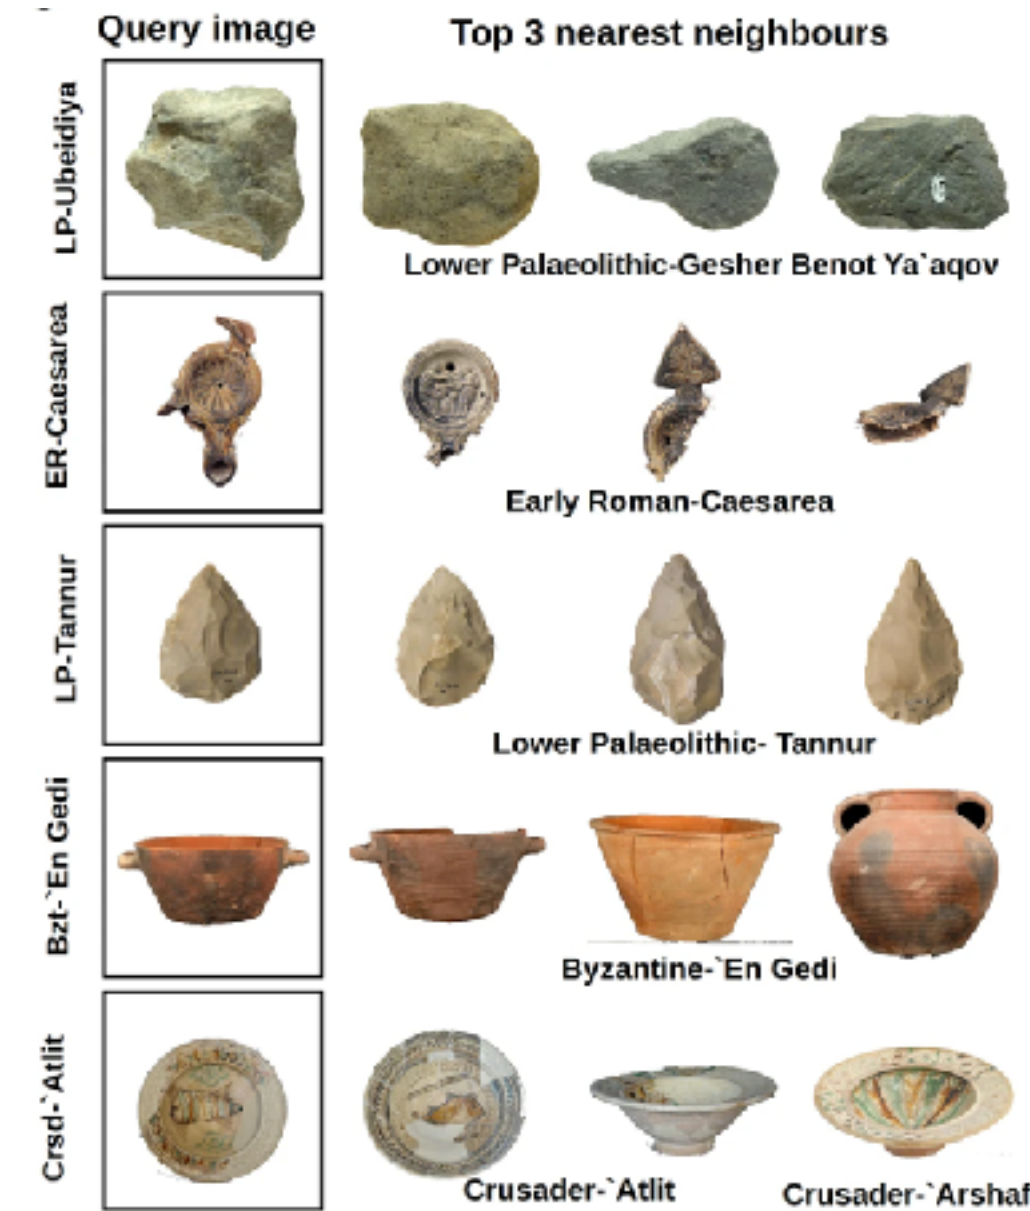 Query image
Top 3 nearest neighbours
LP-Ubeidiya
Lower Palaeolithic-Gesher Benot Ya`aqov
ER-Caesarea
Early Roman-Caesarea
LP-Tannur
Lower Palaeolithic- Tannur
Bzt-`En Gedi
Byzantine-`En Gedi
Crsd-`Atlit
Crusader-`Atlit
Crusader-`Arshaf